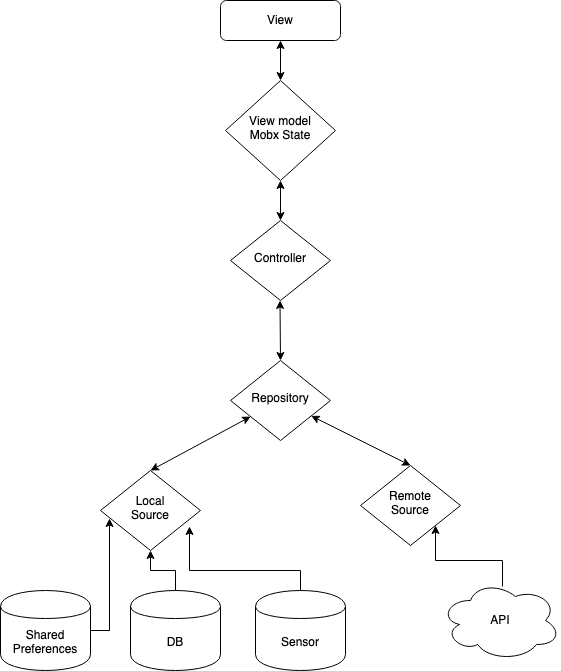 View
View model
Mobx State
Controller
Repository
Local
Source
Remote
Source
Shared
Preferences
DB
Sensor
API